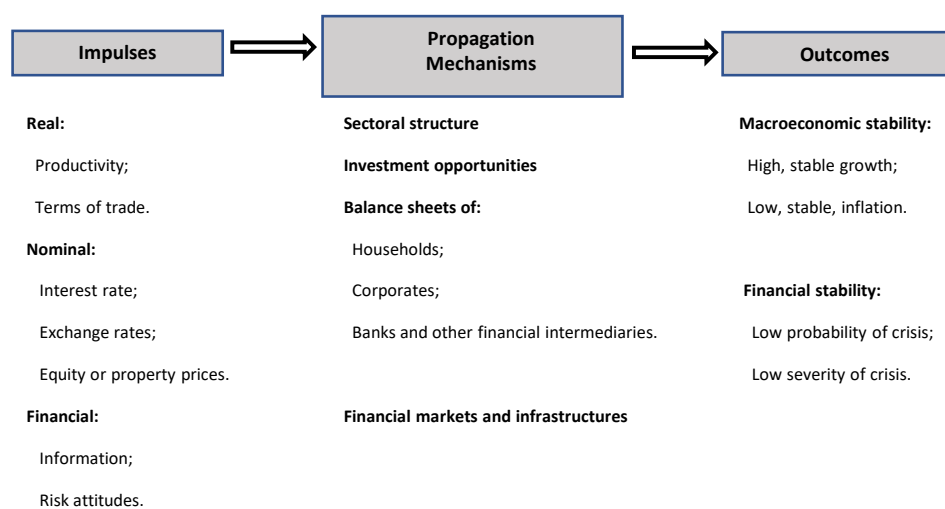 Impulses
Propagation
Mechanisms
Outcomes
Real:
Productivity;
Terms of trade.
Nominal:
Interest rate;
Exchange rates;
Equity or property prices.
Financial:
Information;
Risk attitudes.
Sectoral structure
Investment opportunities
Balance sheets of:
Households;
Corporates;
Banks and other financial intermediaries.
Financial markets and infrastructures
Macroeconomic stability:
High, stable growth;
Low, stable, inflation.
Financial stability:
Low probability of crisis;
Low severity of crisis.